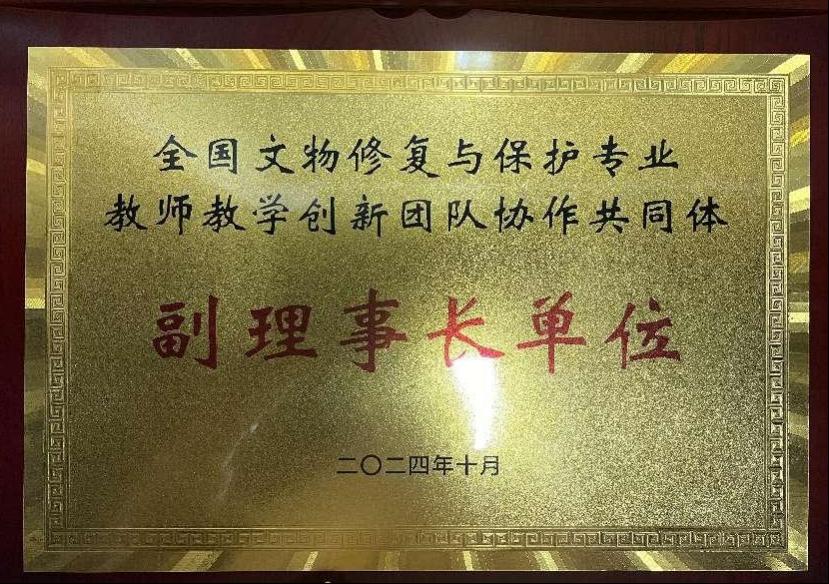 全国文物修复与保护专业
教师教学创新团队协作共同体
副理事长单位
二〇二四年十月